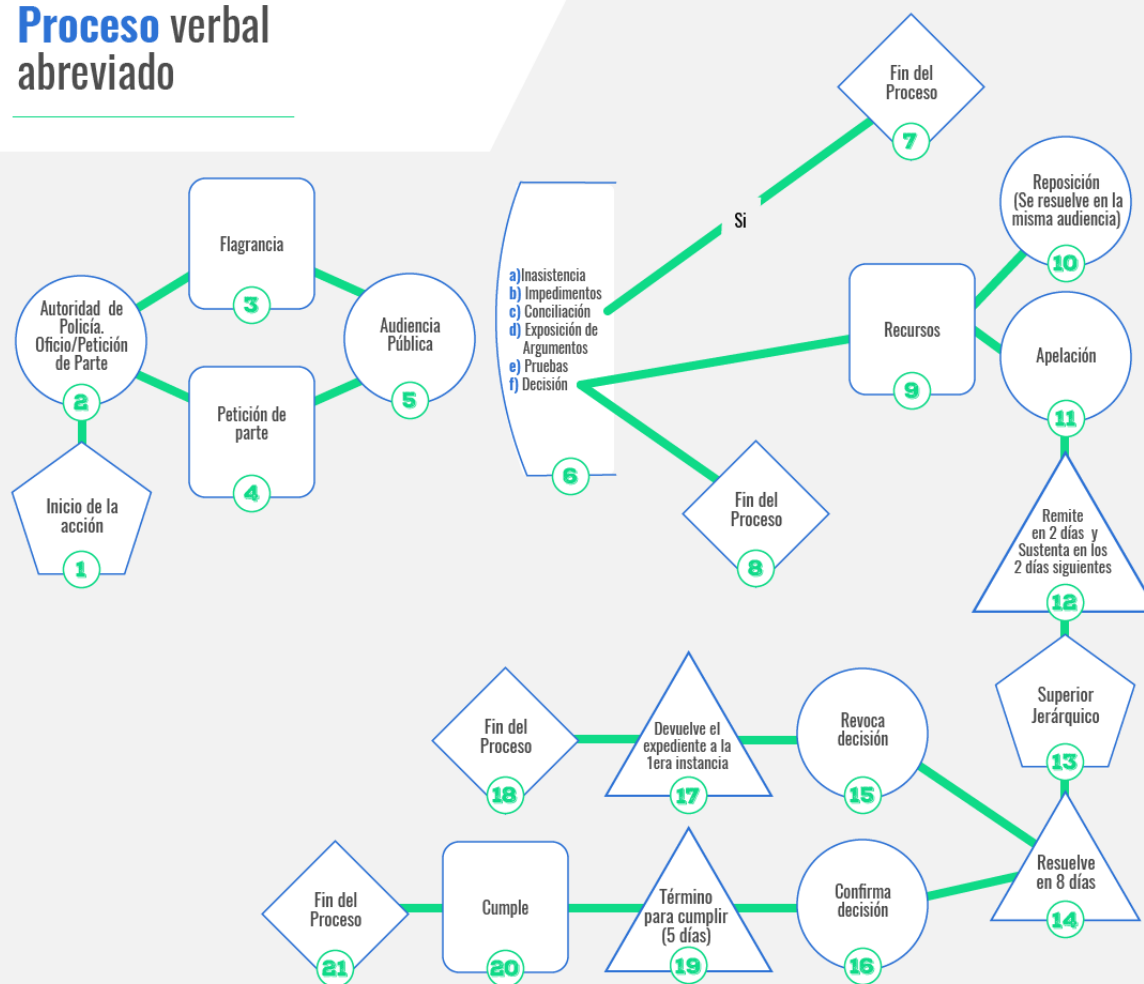 Proceso verbal
abreviado
Inicio de la
acción
1
Autoridad de
Policía.
Oficio/Petición
de Parte
2
Flagrancia
3
Petición de
parte
4
Audiencia
Pública
5
a)Inasistencia
b) Impedimentos
c) Conciliación
d) Exposición de
Argumentos
e) Pruebas
f) Decisión
6
Si
Fin del
Proceso
7
Fin del
Proceso
8
Recursos
9
Reposición
(Se resuelve en la
misma audiencia)
10
Apelación
11
Remite
en 2 días y
Sustenta en los
2 días siguientes
12
Superior
Jerárquico
13
Resuelve
en 8 días
14
Revoca
decisión
15
Confirma
decisión
16
Devuelve el
expediente a la
1era instancia
17
Fin del
Proceso
18
Término
para cumplir
(5 días)
19
Cumple
20
Fin del
Proceso
21